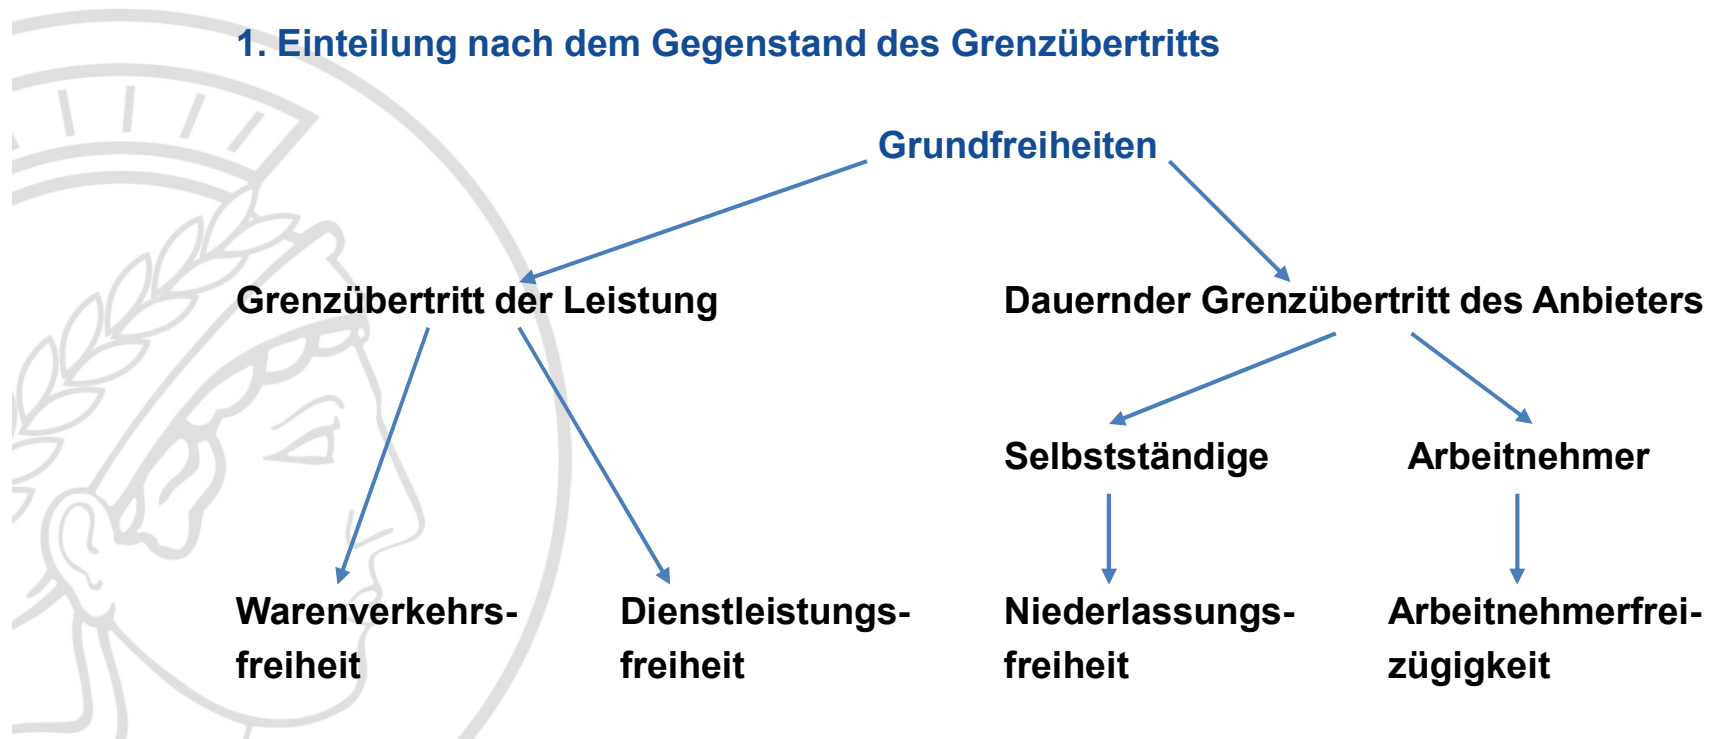 1. Einteilung nach dem Gegenstand des Grenzübertritts
Grundfreiheiten
Grenzübertritt der Leistung
Dauernder Grenzübertritt des Anbieters
Selbstständige
Arbeitnehmer
Warenverkehrs-
freiheit
Dienstleistungs-
freiheit
Niederlassungs-
freiheit
Arbeitnehmerfrei-
zügigkeit